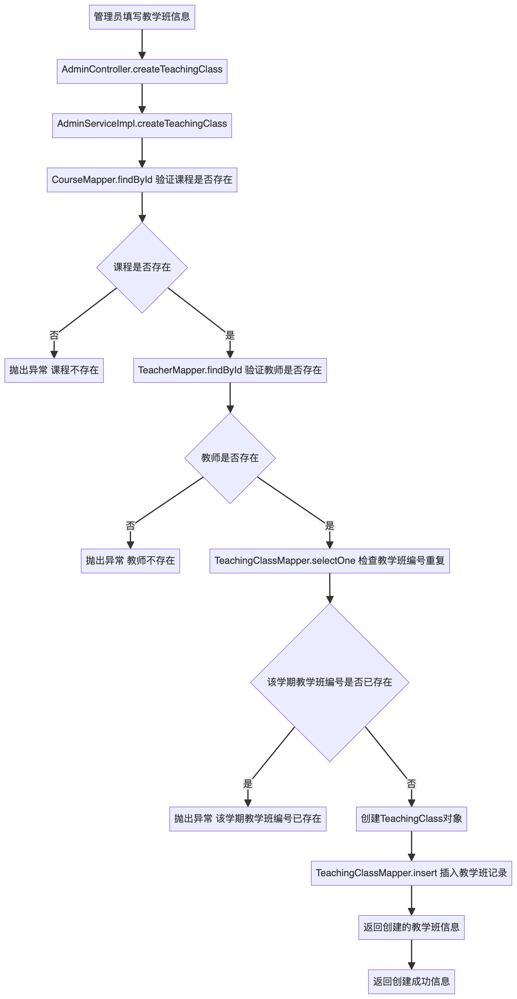 管理员填写教学班信息
AdminController.createTeachingClass
AdminServiceImpl.createTeachingClass
CourseMapper.findById 验证课程是否存在
课程是否存在
否
是
抛出异常 课程不存在
TeacherMapper.findById 验证教师是否存在
教师是否存在
否
是
抛出异常 教师不存在
TeachingClassMapper.selectOne 检查教学班编号重复
该学期教学班编号是否已存在
是
否
抛出异常 该学期教学班编号已存在
创建TeachingClass对象
TeachingClassMapper.insert 插入教学班记录
返回创建的教学班信息
返回创建成功信息